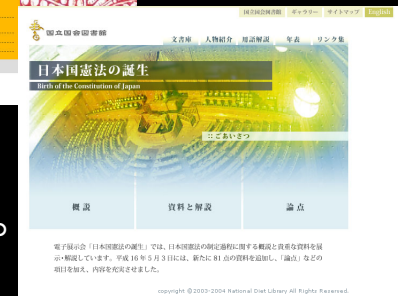 国立国会図書館 ギャラリー サイトマップ English
国立国会図書館
文書庫 人物紹介 用語解説 年表 リンク集
日本国憲法の誕生
Birth of the Constitution of Japan
:: ごあいさつ
概説 資料と解説 論点
電子展示会「日本国憲法の誕生」では、日本国憲法の制定過程に関する概説と貴重な資料を展
示・解説しています。平成 16 年 5 月 3 日には、新たに 81 点の資料を追加し、「論点」などの
項目を加え、内容を充実させました。
copyright ©2003-2004 National Diet Library All Rights Reserved.